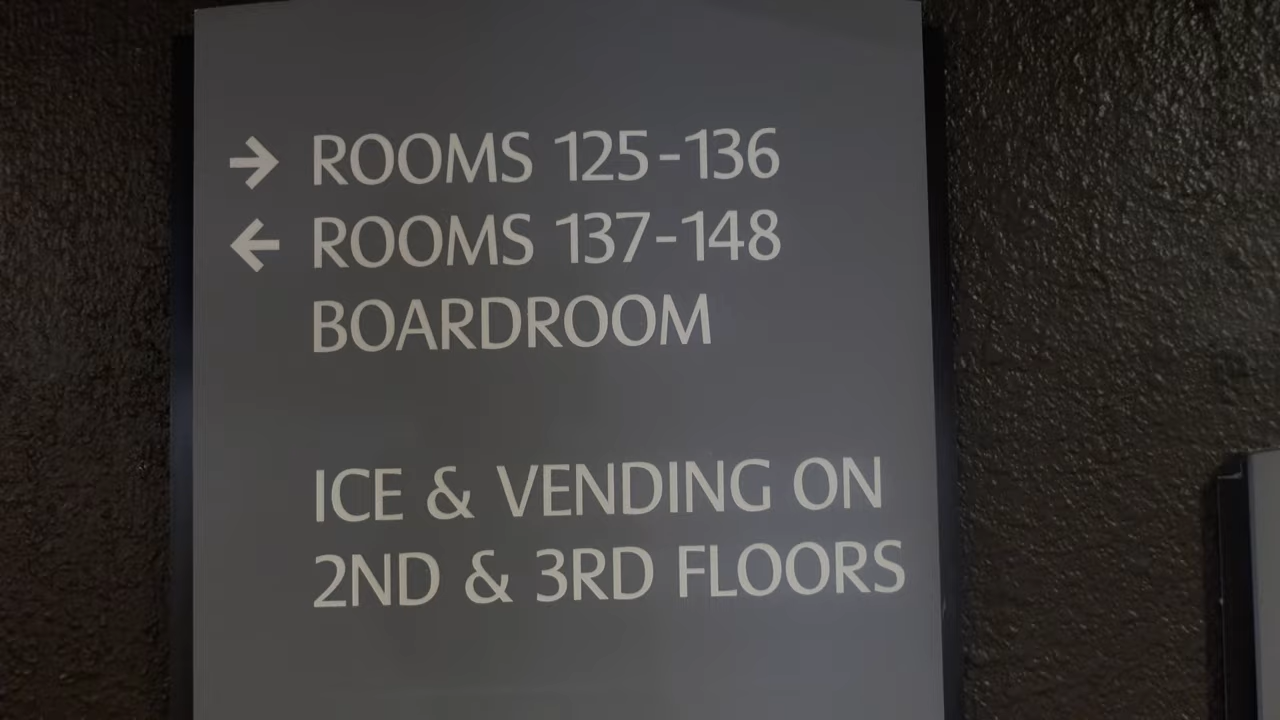 → ROOMS 125-136
← ROOMS 137-148
BOARDROOM
ICE & VENDING ON
2ND & 3RD FLOORS